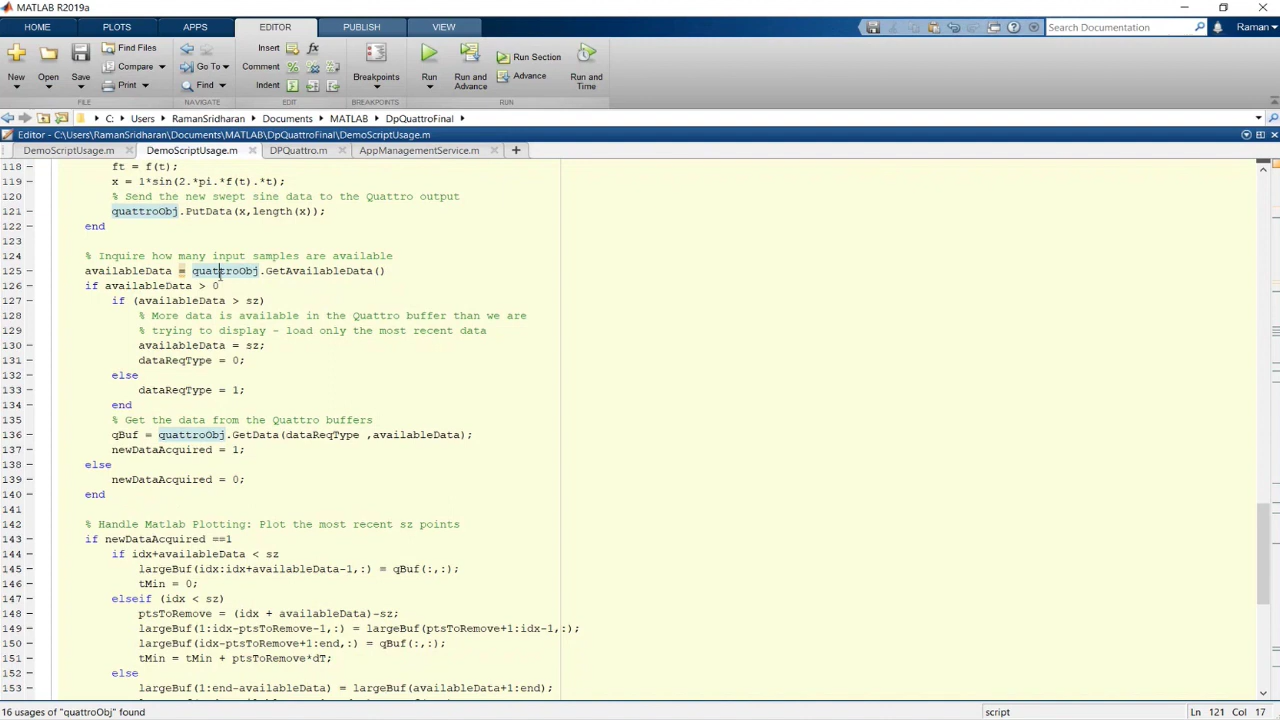 MATLAB R2019a
HOME PLOTS APPS EDITOR PUBLISH VIEW Search Documentation Raman
New Open Save Find Files Compare Print Go To Find Insert fx Comment Indent Breakpoints Run Run and Advance Run Section Advance Run and Time
FILE NAVIGATE EDIT BREAKPOINTS RUN
C: Users RamanSridharan Documents MATLAB DpQuattroFinal
Editor - C:\Users\RamanSridharan\Documents\MATLAB\DpQuattroFinal\DemoScriptUsage.m
DemoScriptUsage.m DemoScriptUsage.m DPQuattro.m AppManagementService.m
118 ft = f(t);
119 x = 1*sin(2.*pi.*f(t).*t);
120 % Send the new swept sine data to the Quattro output
121 quattroObj.PutData(x,length(x));
122 end
123
124 % Inquire how many input samples are available
125 availableData = quattroObj.GetAvailableData()
126 if availableData > 0
127 if (availableData > sz)
128 % More data is available in the Quattro buffer than we are
129 % trying to display - load only the most recent data
130 availableData = sz;
131 dataReqType = 0;
132 else
133 dataReqType = 1;
134 end
135 % Get the data from the Quattro buffers
136 qBuf = quattroObj.GetData(dataReqType ,availableData);
137 newDataAcquired = 1;
138 else
139 newDataAcquired = 0;
140 end
141
142 % Handle Matlab Plotting: Plot the most recent sz points
143 if newDataAcquired ==1
144 if idx+availableData < sz
145 largeBuf(idx:idx+availableData-1,:) = qBuf(:,:);
146 tMin = 0;
147 elseif (idx < sz)
148 ptsToRemove = (idx + availableData)-sz;
149 largeBuf(1:idx-ptsToRemove-1,:) = largeBuf(ptsToRemove+1:idx-1,:);
150 largeBuf(idx-ptsToRemove+1:end,:) = qBuf(:,:);
151 tMin = tMin + ptsToRemove*dT;
152 else
153 largeBuf(1:end-availableData) = largeBuf(availableData+1:end);
16 usages of "quattroObj" found script Ln 121 Col 17